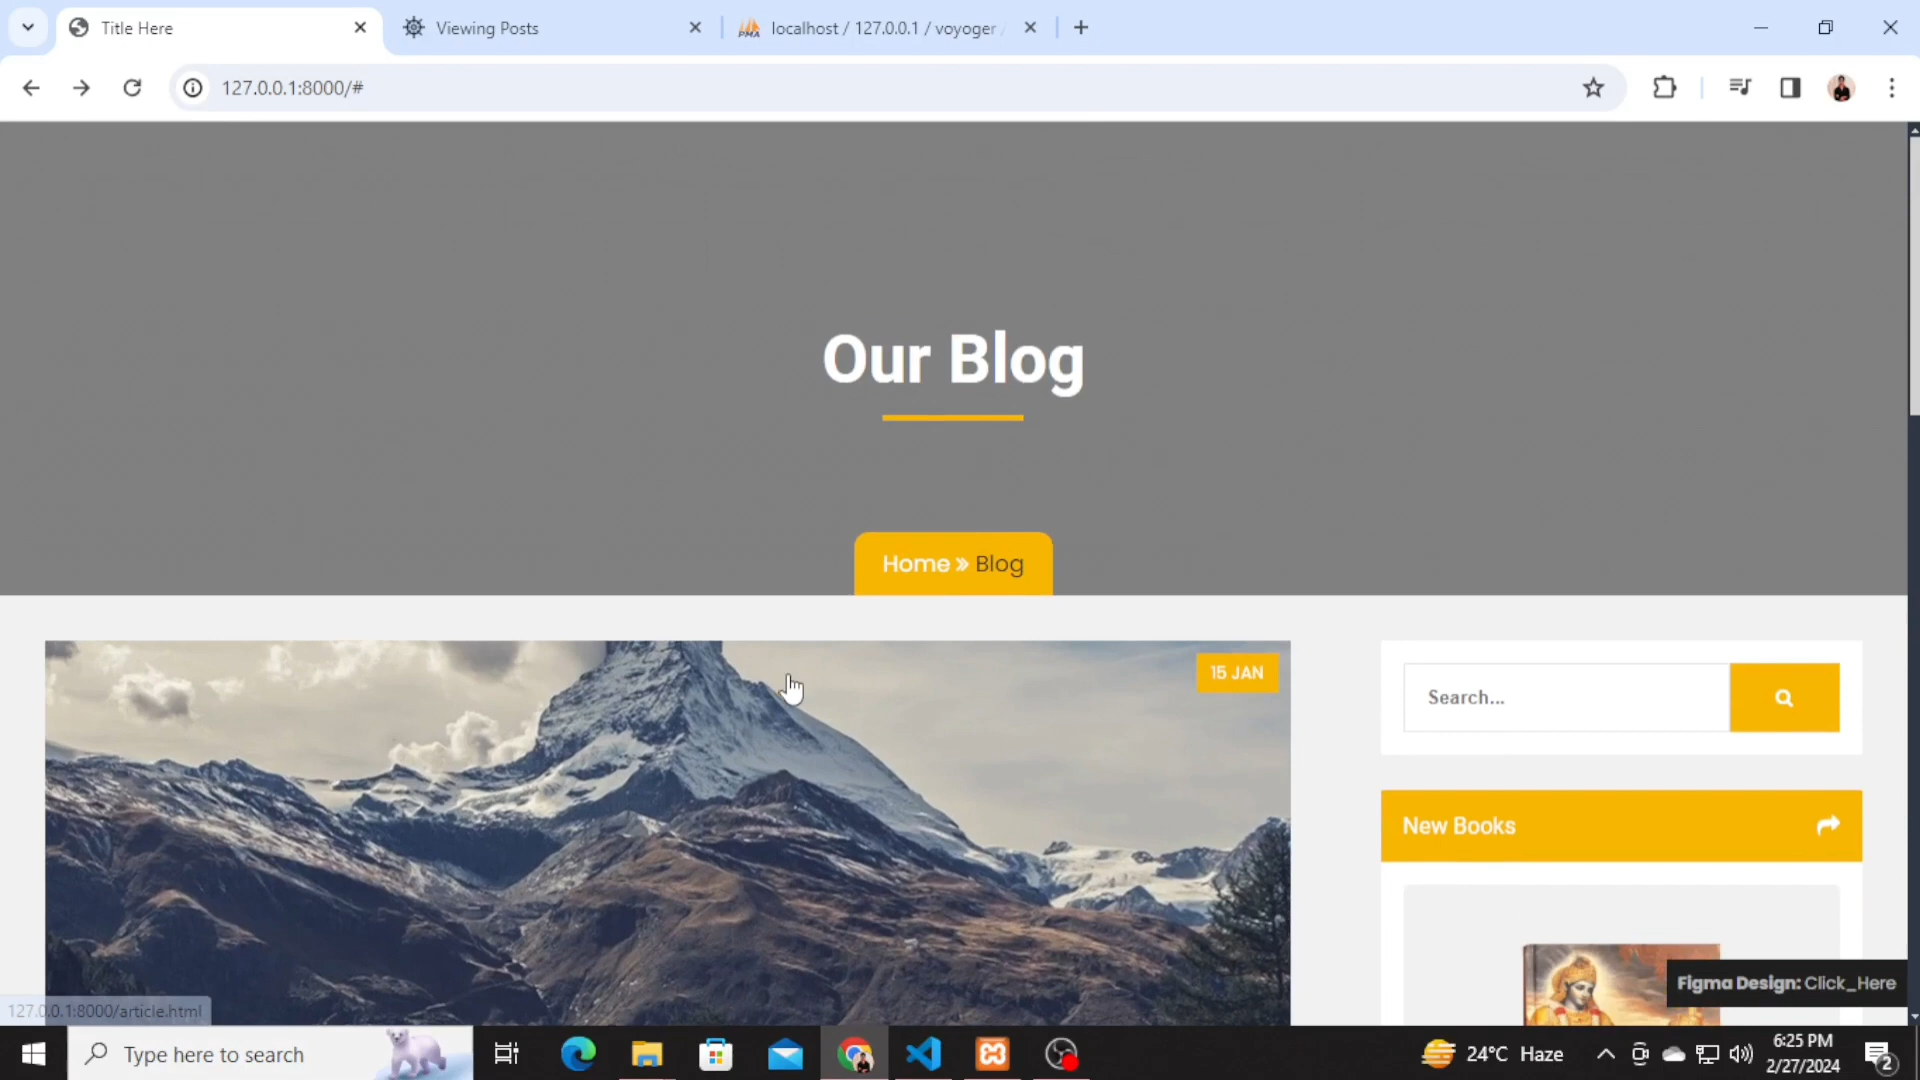 Title Here
Viewing Posts
localhost / 127.0.0.1 / voyoger /
127.0.0.1:8000/#
Our Blog
Home » Blog
15 JAN
Search...
New Books
Figma Design: Click_Here
127.0.0.1:8000/article.html
Type here to search
24°C Haze
6:25 PM
2/27/2024
2